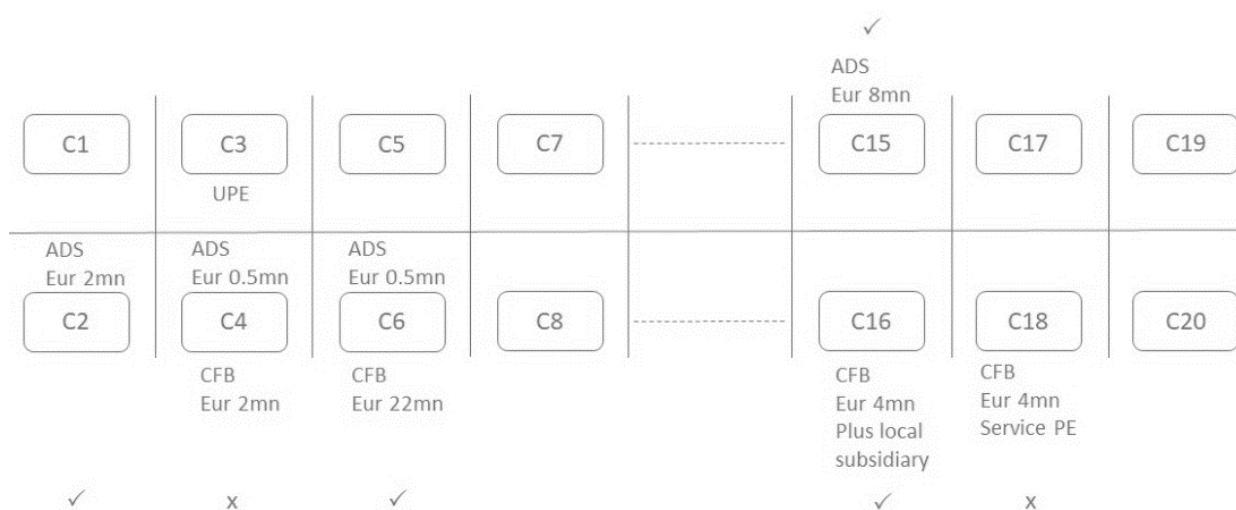 ✓
ADS
Eur 8mn
C1 C3 C5 C7 C15 C17 C19
UPE
ADS ADS ADS
Eur 2mn Eur 0.5mn Eur 0.5mn
C2 C4 C6 C8 C16 C18 C20
CFB CFB CFB CFB
Eur 2mn Eur 22mn Eur 4mn Eur 4mn
Plus local Service PE
subsidiary
✓ x ✓ ✓ x